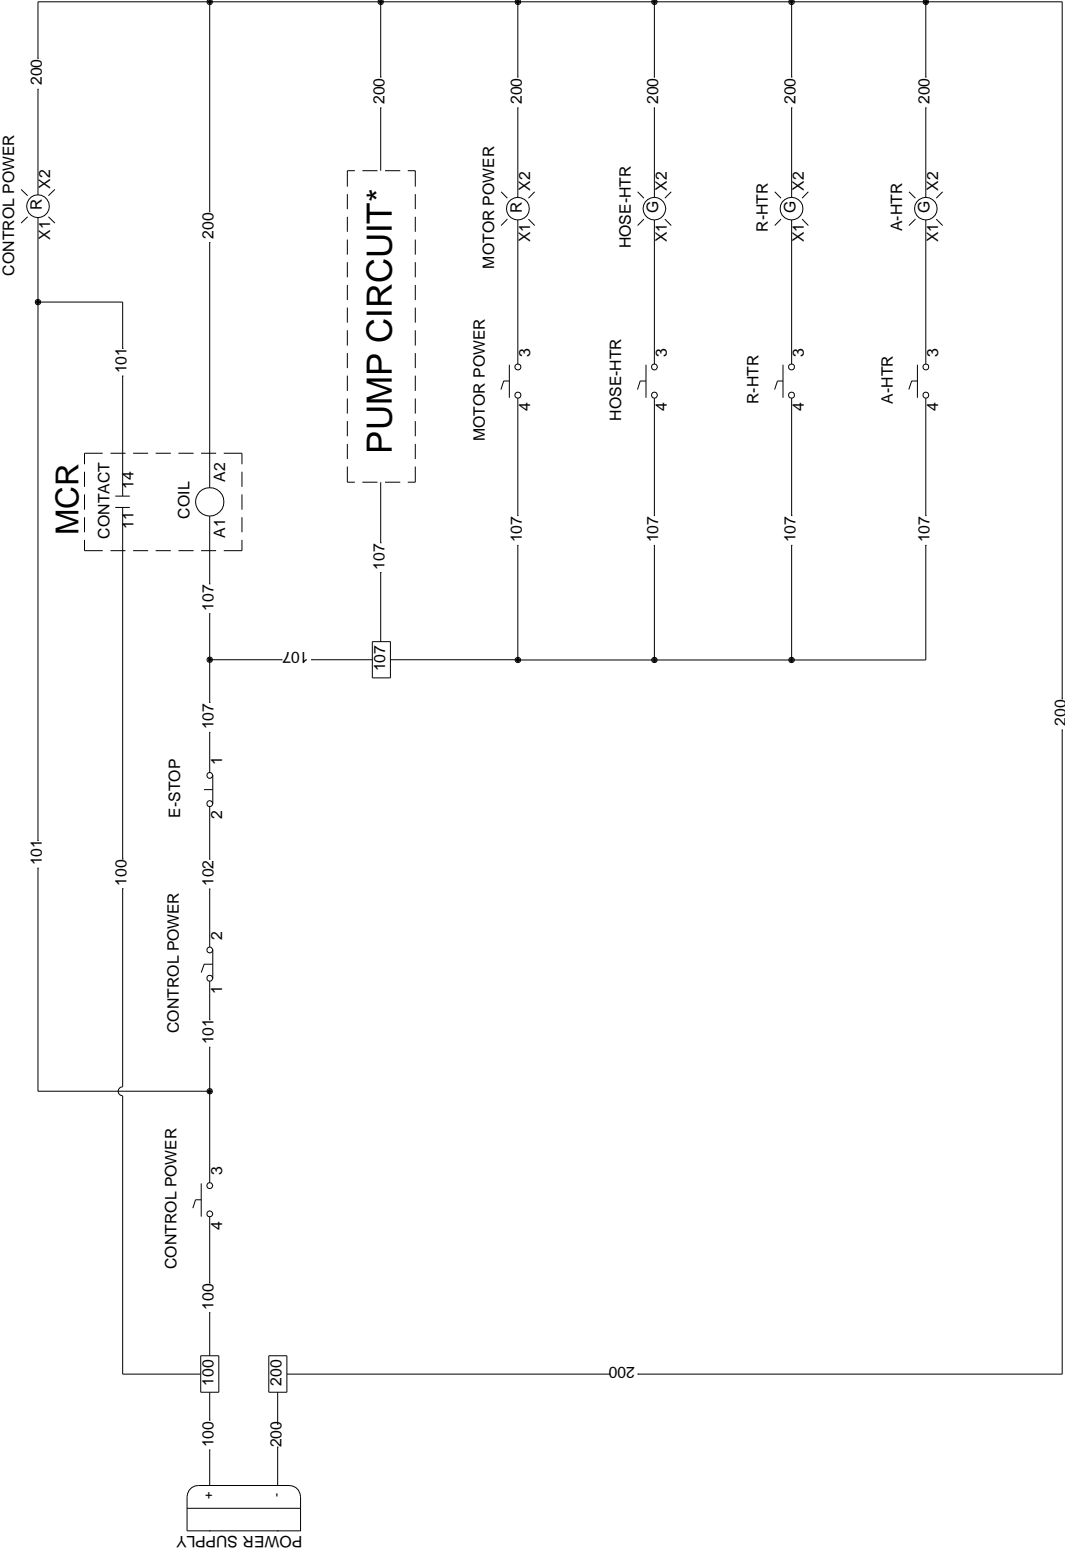 CONTROL POWER
X1 R X2
200
101
101
MCR
CONTACT
11 14
100
COIL
A1 A2
200
107
POWER SUPPLY
+
-
100
100
200
200
100
CONTROL POWER
4 3
101
CONTROL POWER
1 2
102
E-STOP
2 1
107
107
107
107
PUMP CIRCUIT*
200
107
MOTOR POWER
4 3
MOTOR POWER
X1 R X2
200
107
HOSE-HTR
4 3
HOSE-HTR
X1 G X2
200
107
R-HTR
4 3
R-HTR
X1 G X2
200
107
A-HTR
4 3
A-HTR
X1 G X2
200
200
200